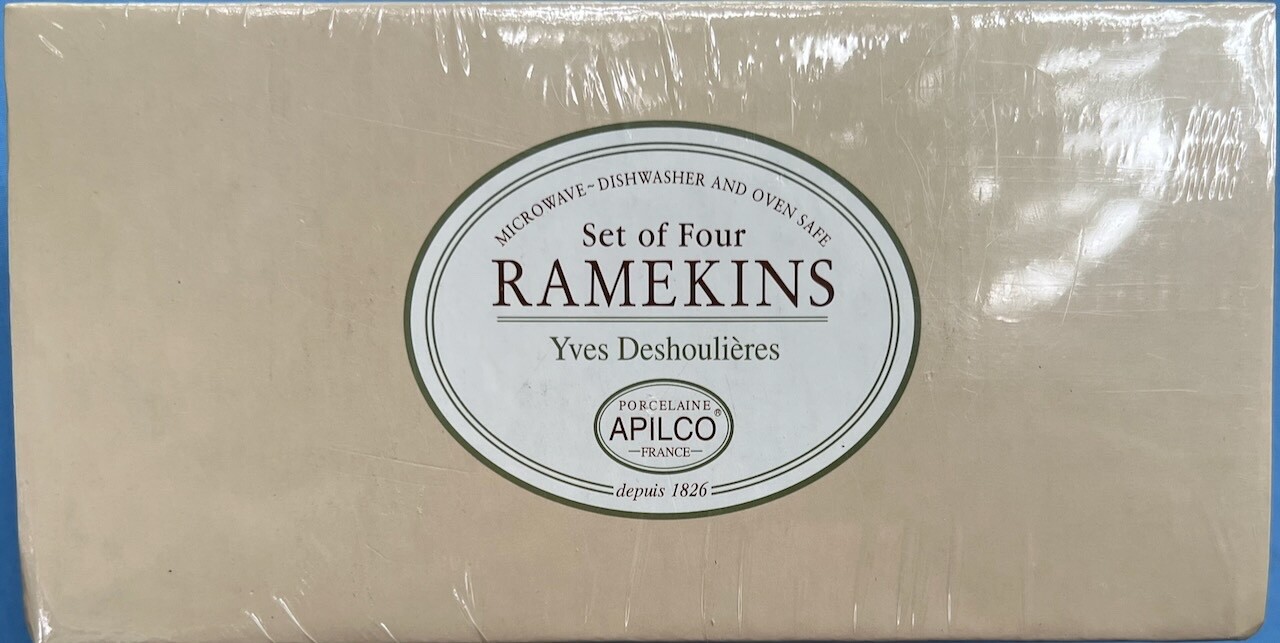 MICROWAVE~DISHWASHER AND OVEN SAFE
Set of Four
RAMEKINS
Yves Deshoulières
PORCELAINE
APILCO®
—FRANCE—
depuis 1826